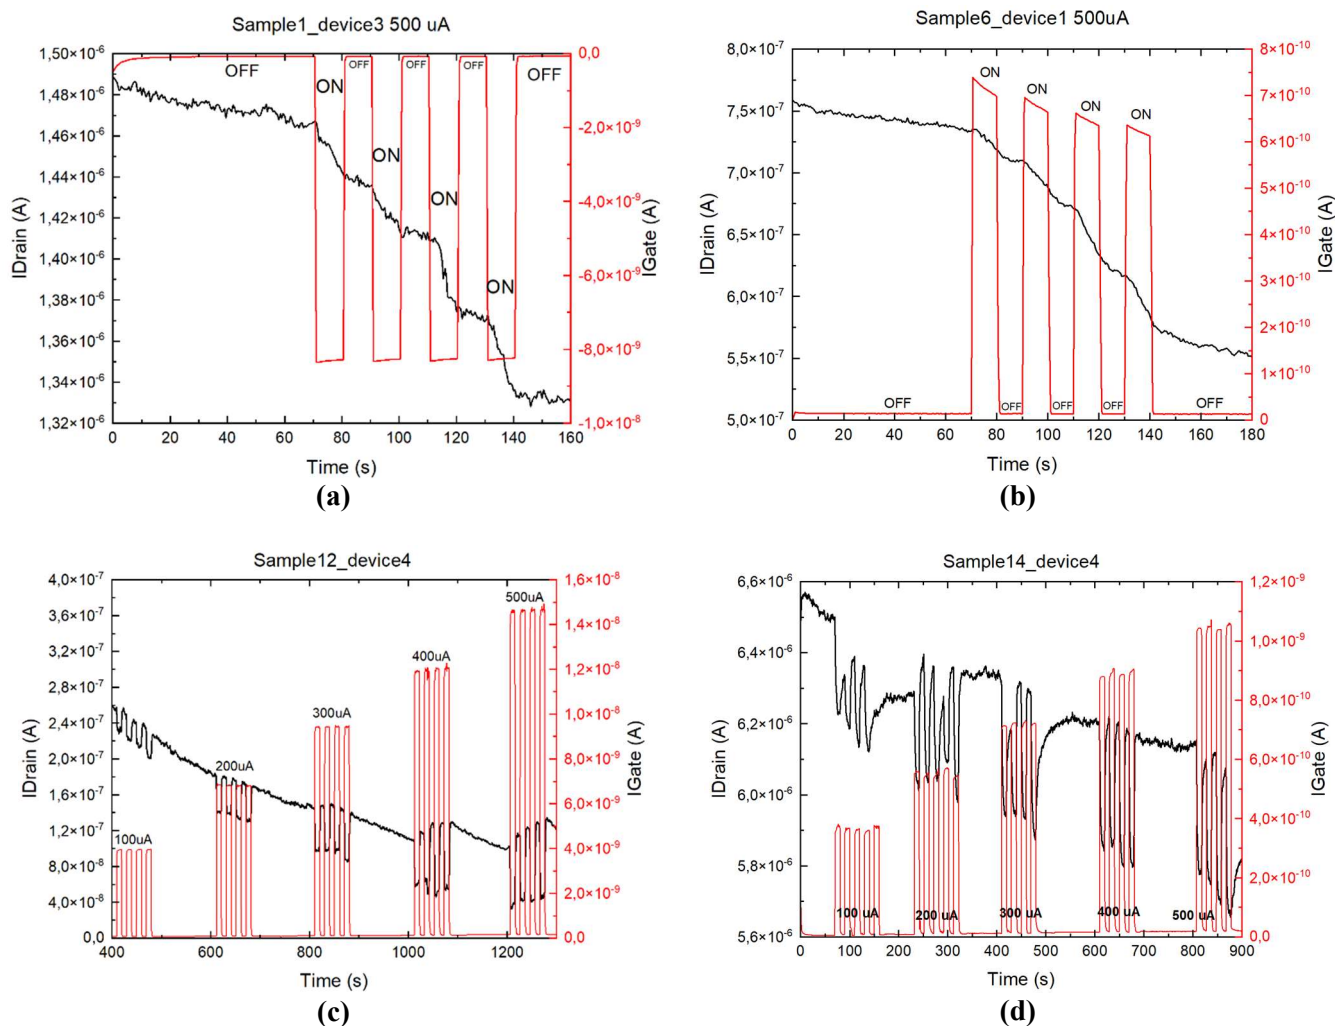 Sample1_device3 500 uA
1,50×10⁻⁶
1,48×10⁻⁶
1,46×10⁻⁶
1,44×10⁻⁶
1,42×10⁻⁶
1,40×10⁻⁶
1,38×10⁻⁶
1,36×10⁻⁶
1,34×10⁻⁶
1,32×10⁻⁶
IDrain (A)
OFF
ON
OFF
ON
OFF
ON
OFF
ON
OFF
0,0
-2,0×10⁻⁹
-4,0×10⁻⁹
-6,0×10⁻⁹
-8,0×10⁻⁹
-1,0×10⁻⁸
IGate (A)
0 20 40 60 80 100 120 140 160
Time (s)
(a)
Sample6_device1 500uA
8,0×10⁻⁷
7,5×10⁻⁷
7,0×10⁻⁷
6,5×10⁻⁷
6,0×10⁻⁷
5,5×10⁻⁷
5,0×10⁻⁷
IDrain (A)
ON
ON
ON
ON
OFF
OFF
OFF
OFF
OFF
8×10⁻¹⁰
7×10⁻¹⁰
6×10⁻¹⁰
5×10⁻¹⁰
4×10⁻¹⁰
3×10⁻¹⁰
2×10⁻¹⁰
1×10⁻¹⁰
0
IGate (A)
0 20 40 60 80 100 120 140 160 180
Time (s)
(b)
Sample12_device4
4,0×10⁻⁷
3,6×10⁻⁷
3,2×10⁻⁷
2,8×10⁻⁷
2,4×10⁻⁷
2,0×10⁻⁷
1,6×10⁻⁷
1,2×10⁻⁷
8,0×10⁻⁸
4,0×10⁻⁸
0,0
IDrain (A)
100uA
200uA
300uA
400uA
500uA
1,6×10⁻⁸
1,4×10⁻⁸
1,2×10⁻⁸
1,0×10⁻⁸
8,0×10⁻⁹
6,0×10⁻⁹
4,0×10⁻⁹
2,0×10⁻⁹
0,0
IGate (A)
400 600 800 1000 1200
Time (s)
(c)
Sample14_device4
6,6×10⁻⁶
6,4×10⁻⁶
6,2×10⁻⁶
6,0×10⁻⁶
5,8×10⁻⁶
5,6×10⁻⁶
IDrain (A)
100 uA
200 uA
300 uA
400 uA
500 uA
1,2×10⁻⁹
1,0×10⁻⁹
8,0×10⁻¹⁰
6,0×10⁻¹⁰
4,0×10⁻¹⁰
2,0×10⁻¹⁰
0,0
IGate (A)
0 100 200 300 400 500 600 700 800 900
Time (s)
(d)